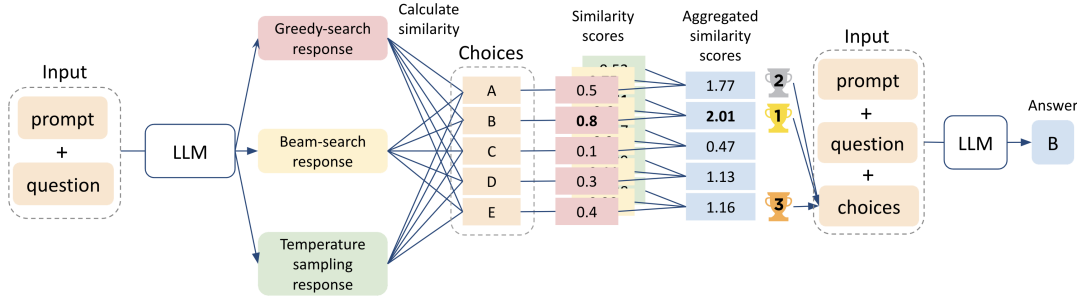 Input
prompt
+
question
LLM
Greedy-search
response
Beam-search
response
Temperature
sampling
response
Calculate
similarity
Choices
A
B
C
D
E
Similarity
scores
0.5
0.8
0.1
0.3
0.4
Aggregated
similarity
scores
1.77
2.01
0.47
1.13
1.16
2
1
3
Input
prompt
+
question
+
choices
LLM
Answer
B